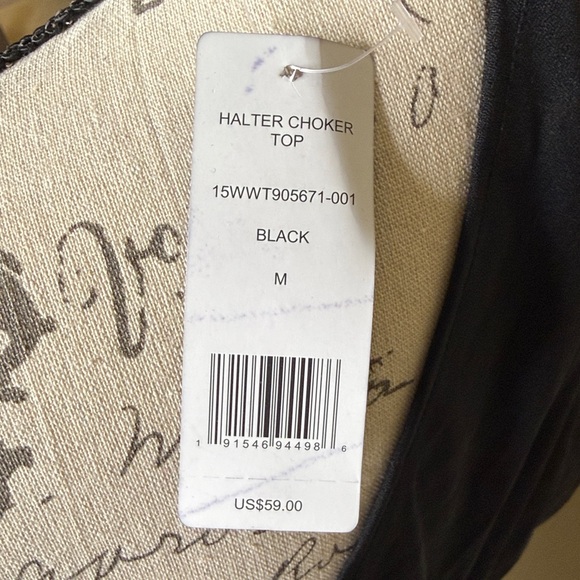 HALTER CHOKER
TOP
15WWT905671-001
BLACK
M
1 91546 94498 6
US$59.00